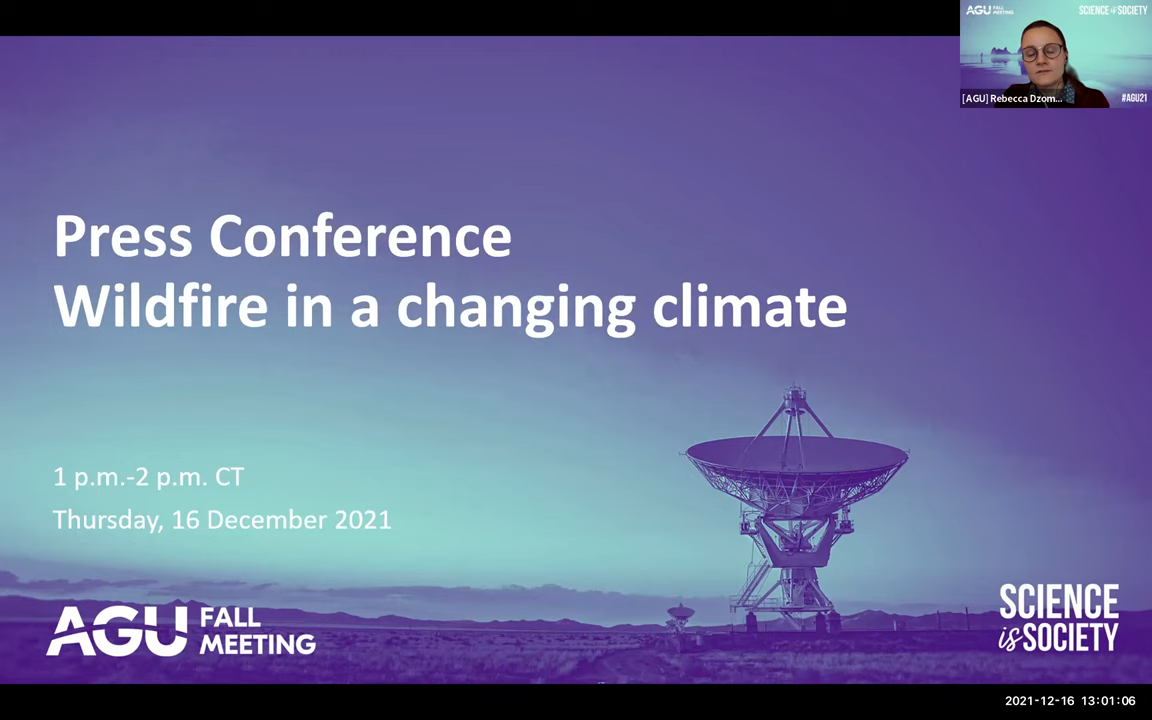 AGU FALL MEETING
SCIENCE is SOCIETY
[AGU] Rebecca Dzom...
#AGU21
Press Conference
Wildfire in a changing climate
1 p.m.-2 p.m. CT
Thursday, 16 December 2021
AGU FALL MEETING
SCIENCE
is SOCIETY
2021-12-16 13:01:06